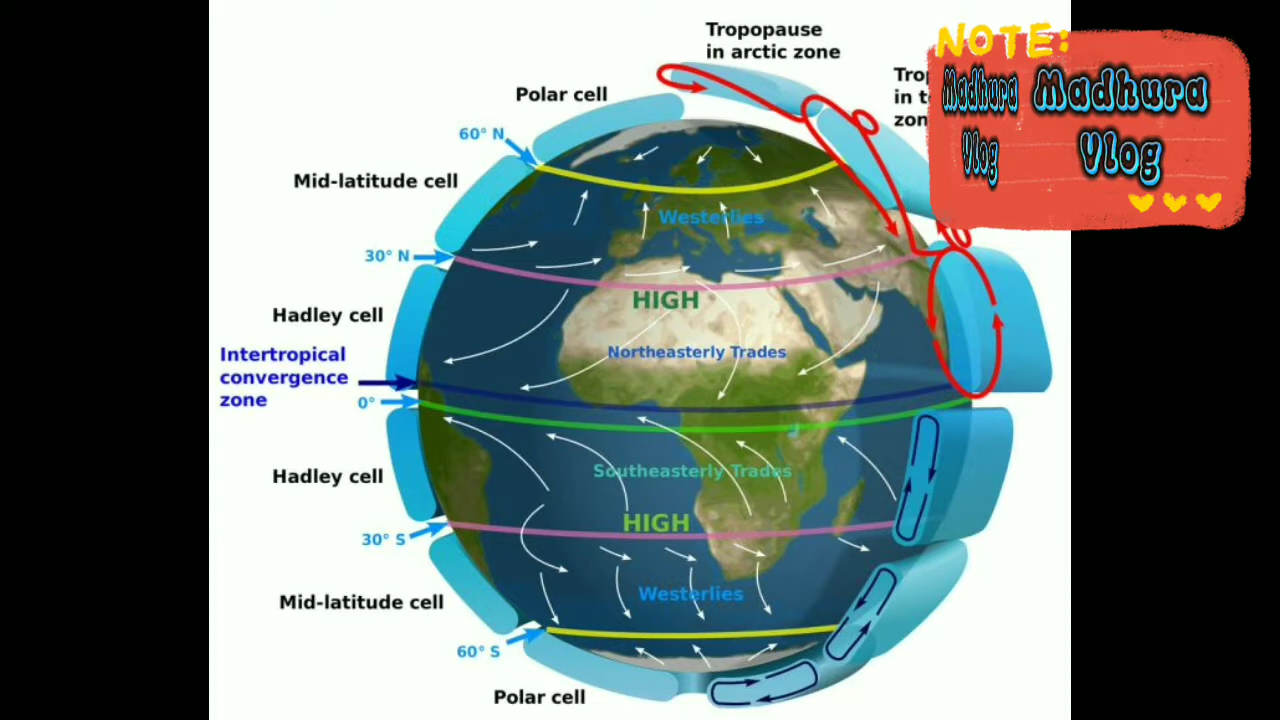 Tropopause
in arctic zone
NOTE:
Madhura Madhura
Vlog Vlog
in t
zon
Polar cell
60° N
Mid-latitude cell
Westerlies
30° N
HIGH
Hadley cell
Northeasterly Trades
Intertropical
convergence
zone
0°
Southeasterly Trades
Hadley cell
HIGH
30° S
Westerlies
Mid-latitude cell
60° S
Polar cell